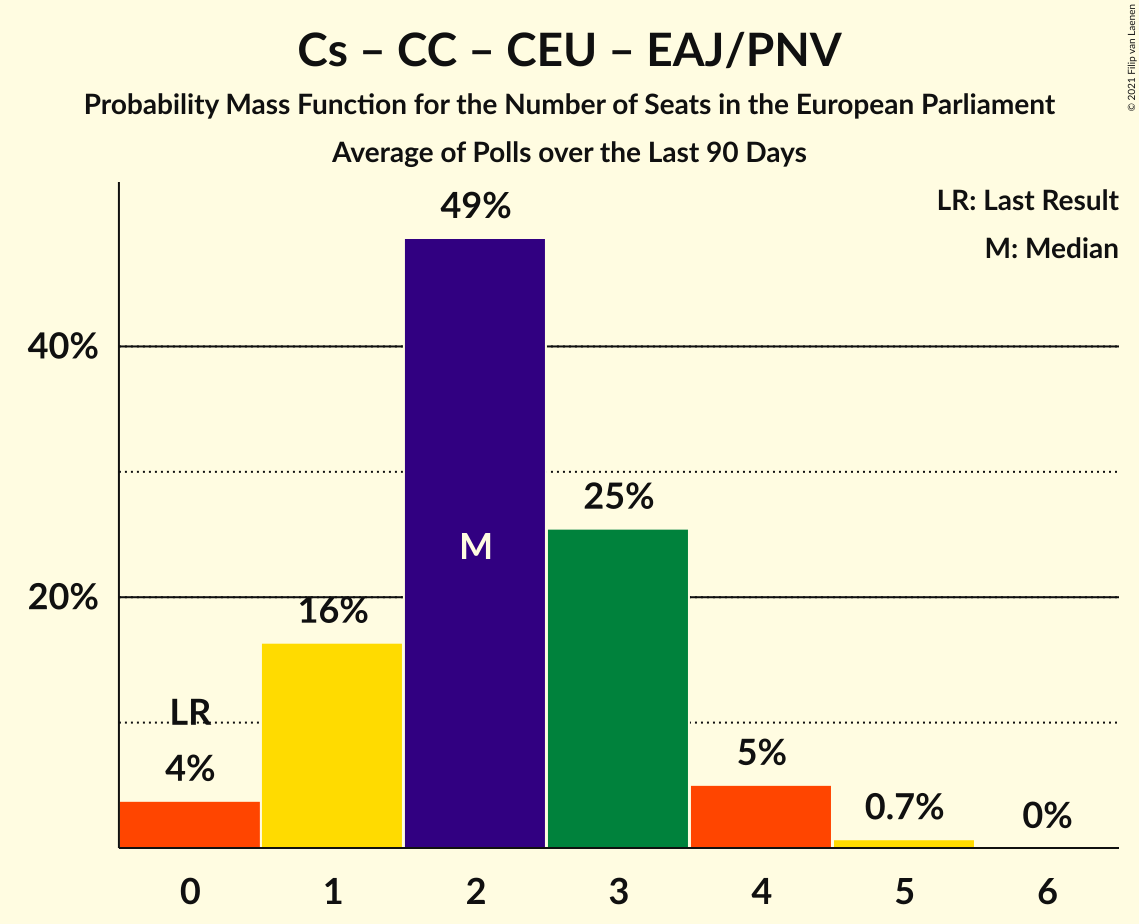 Cs – CC – CEU – EAJ/PNV
Probability Mass Function for the Number of Seats in the European Parliament
Average of Polls over the Last 90 Days
© 2021 Filip van Laenen
LR: Last Result
M: Median
49%
40%
25%
M
20%
16%
LR
4%
5%
0.7%
0%
0 1 2 3 4 5 6